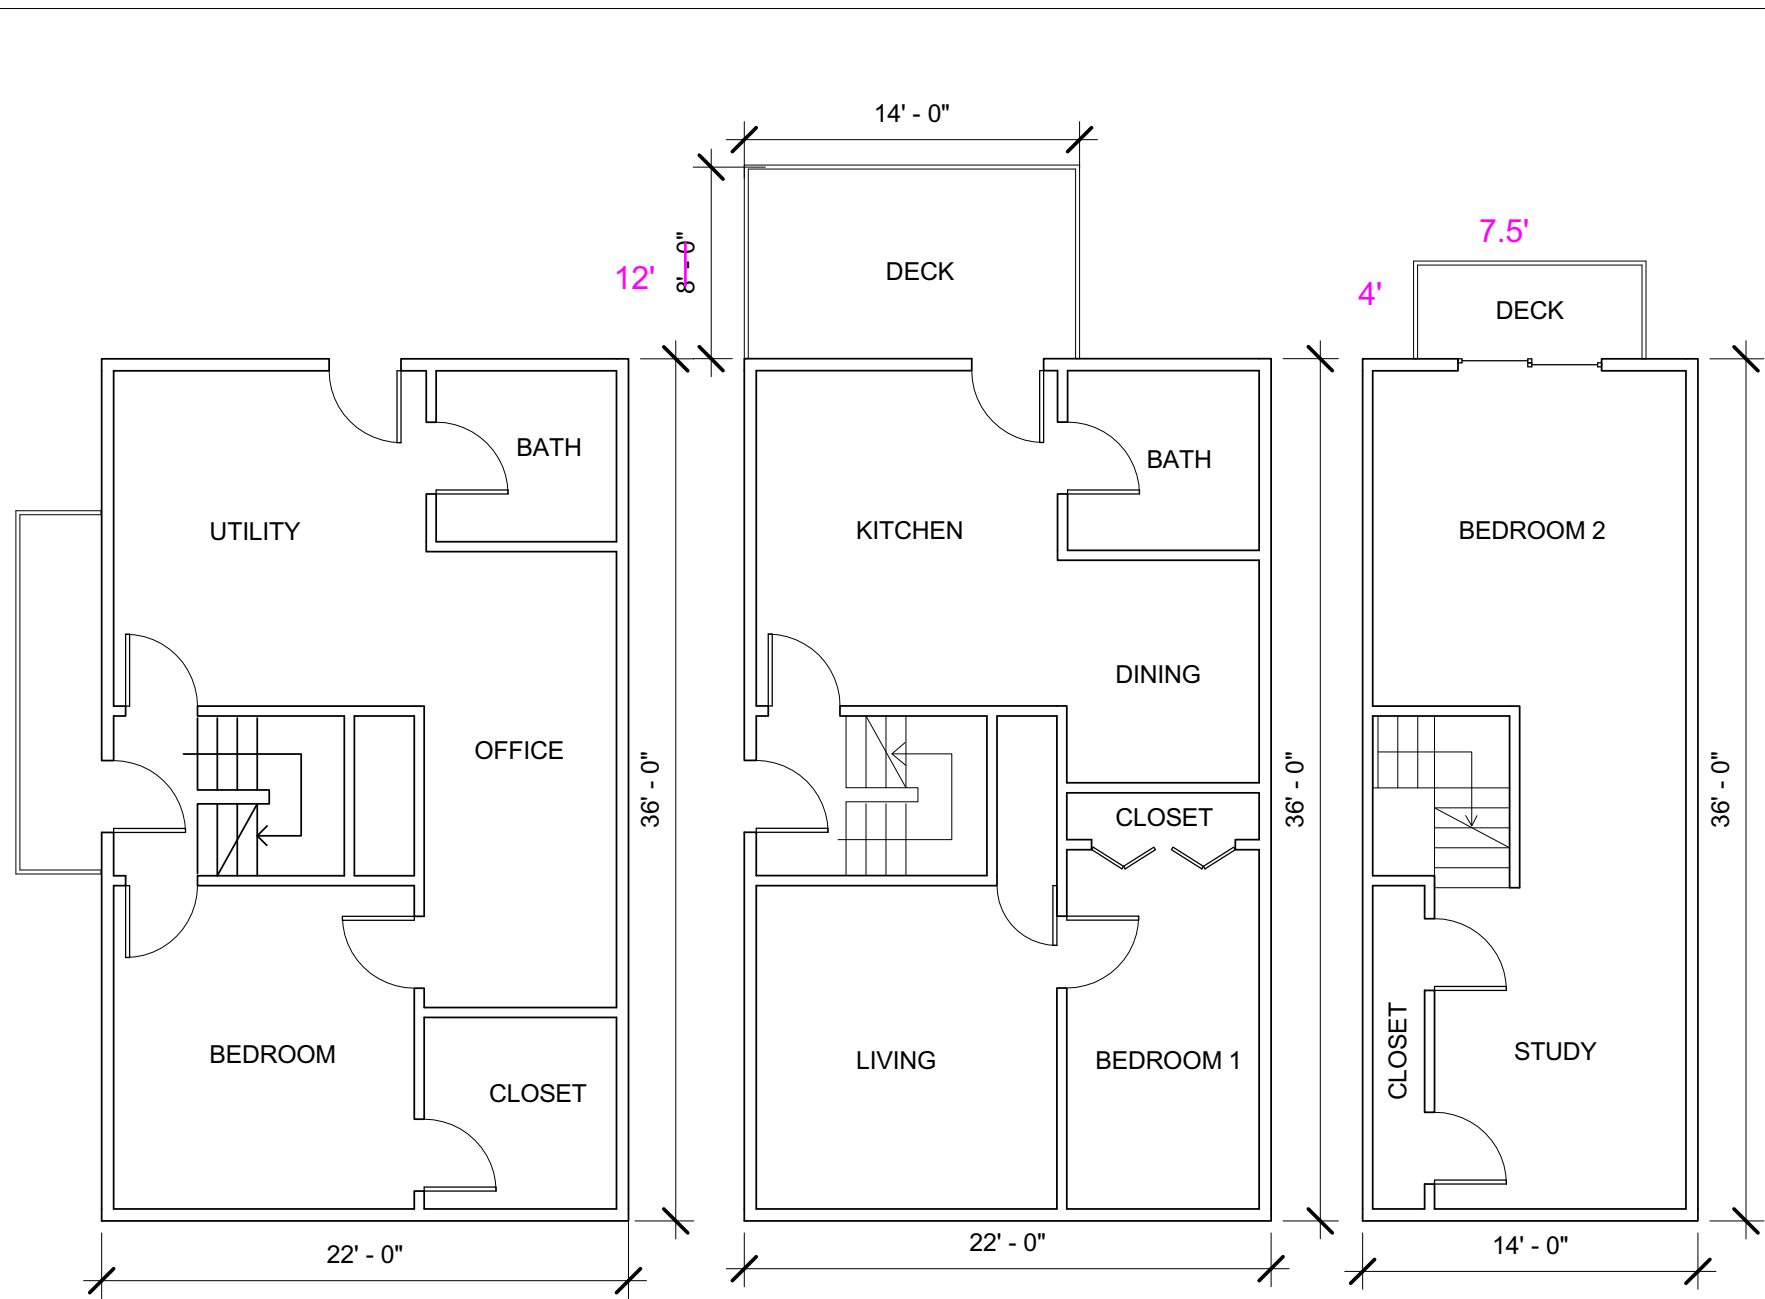 14' - 0"
7.5'
12'
8'- 0"
DECK
4'
DECK
BATH
UTILITY
OFFICE
36' - 0"
BEDROOM
CLOSET
22' - 0"
KITCHEN
BATH
DINING
CLOSET
36' - 0"
LIVING
BEDROOM 1
22' - 0"
BEDROOM 2
36' - 0"
CLOSET
STUDY
14' - 0"